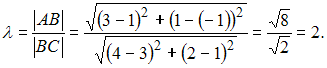 λ = |AB| / |BC| = √((3 − 1)² + (1 − (−1))²) / √((4 − 3)² + (2 − 1)²) = √8 / √2 = 2.